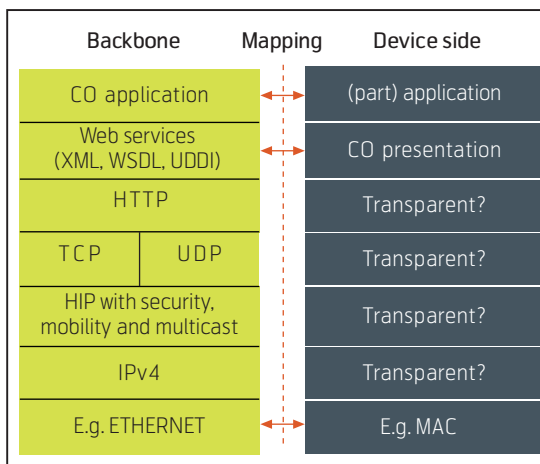 Backbone Mapping Device side
CO application (part) application
Web services
(XML, WSDL, UDDI) CO presentation
HTTP Transparent?
TCP UDP Transparent?
HIP with security,
mobility and multicast Transparent?
IPv4 Transparent?
E.g. ETHERNET E.g. MAC